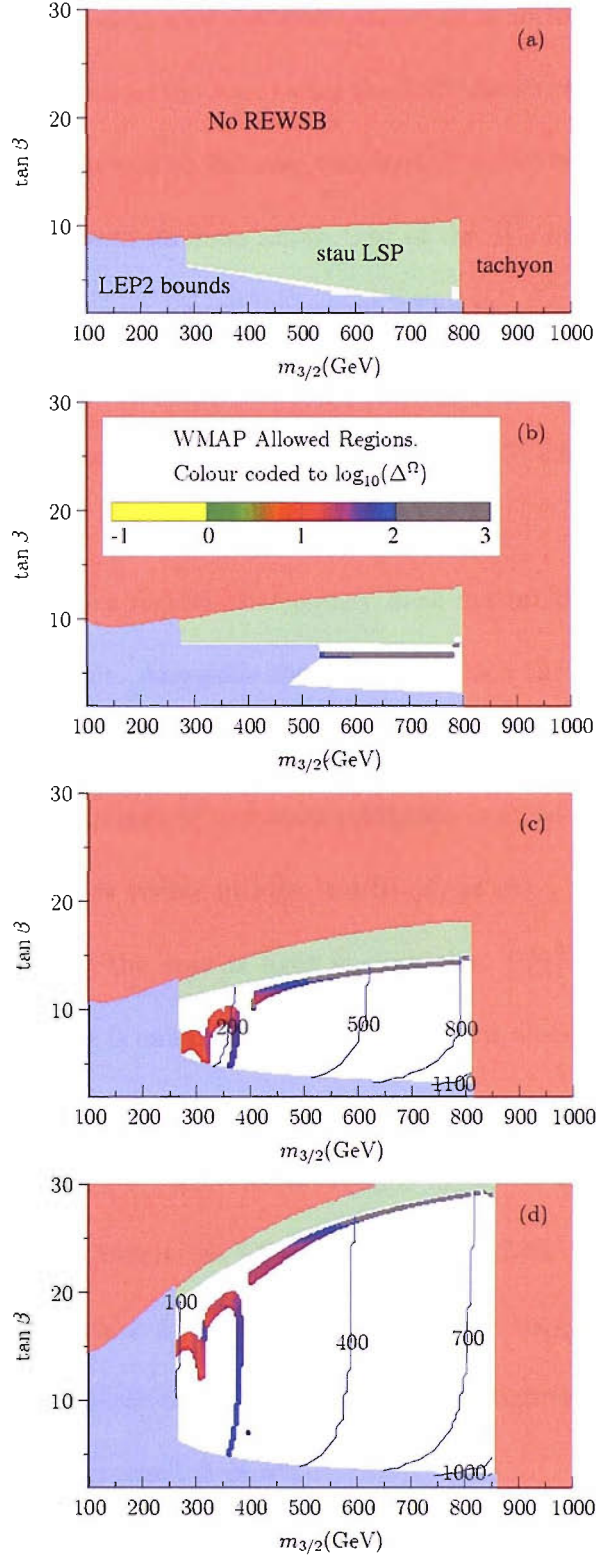 30
(a)
20
No REWSB
tan β
10
stau LSP
LEP2 bounds
tachyon
100 200 300 400 500 600 700 800 900 1000
m3/2(GeV)
30
(b)
WMAP Allowed Regions.
Colour coded to log10(ΔΩ)
20
-1 0 1 2 3
tan β
10
100 200 300 400 500 600 700 800 900 1000
m3/2(GeV)
30
(c)
20
tan β
10
200 500 800
1100
100 200 300 400 500 600 700 800 900 1000
m3/2(GeV)
30
(d)
20
100
tan β
400 700
10
1000
100 200 300 400 500 600 700 800 900 1000
m3/2(GeV)